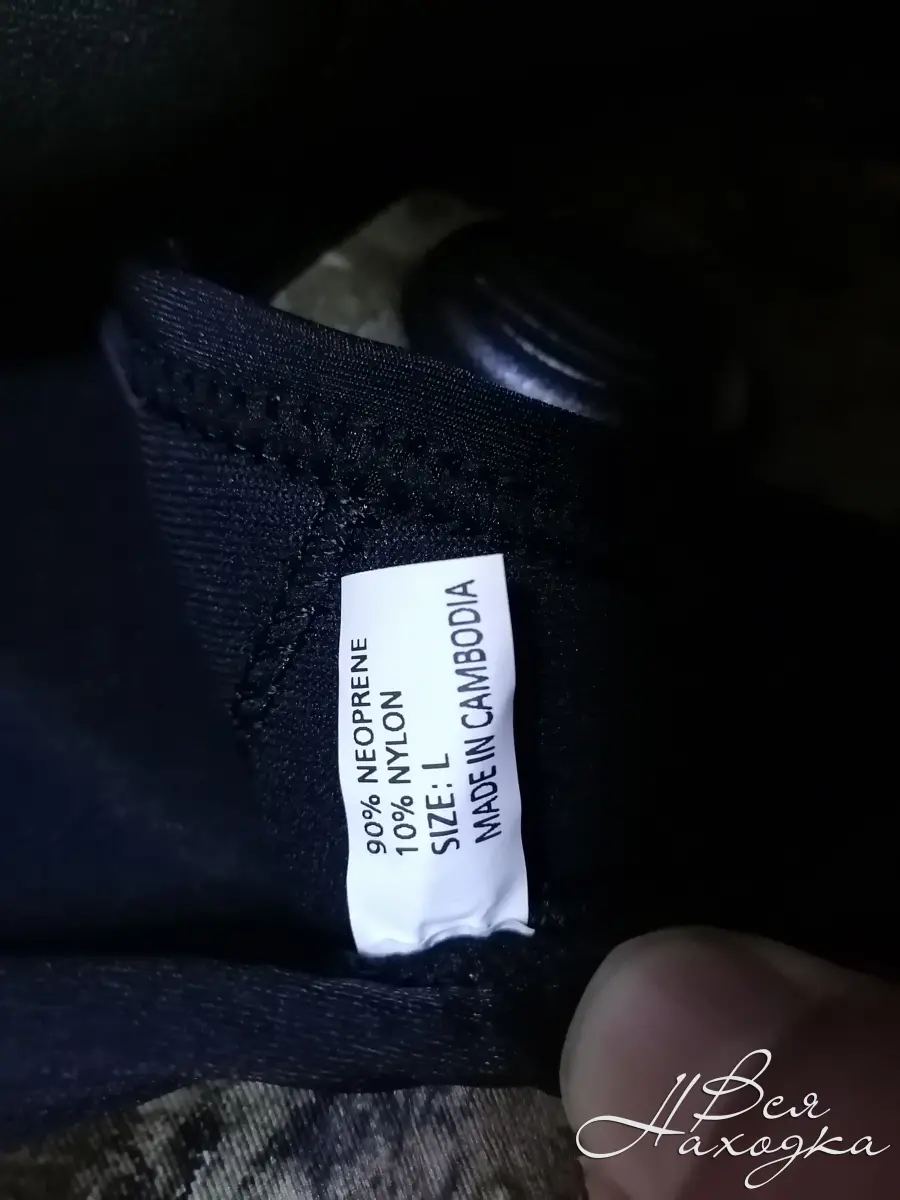 90% NEOPRENE
10% NYLON
SIZE: L
MADE IN CAMBODIA
Вся
Находка